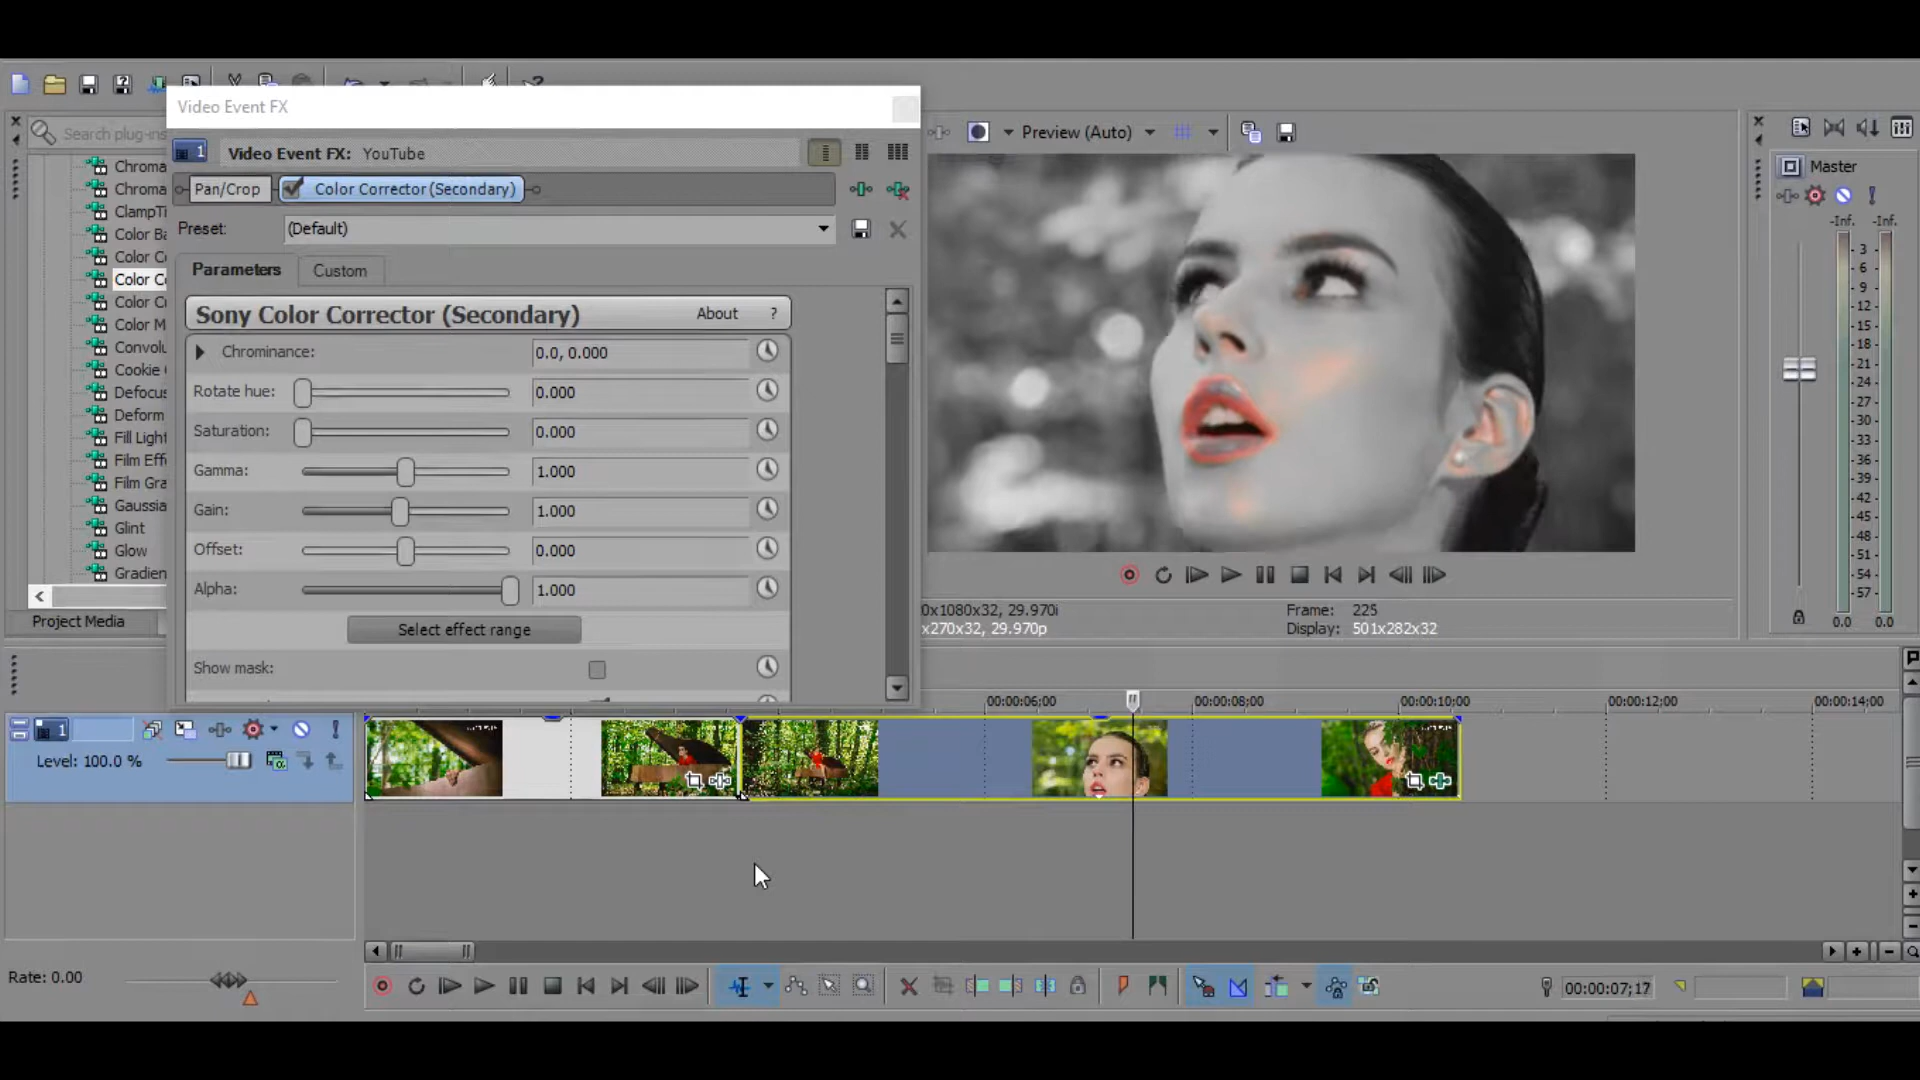 Video Event FX
Search plug-ins
1
Video Event FX: YouTube
Pan/Crop
Color Corrector (Secondary)
Preset:
(Default)
Parameters
Custom
Sony Color Corrector (Secondary)
About
?
Chrominance:
0.0, 0.000
Rotate hue:
0.000
Saturation:
0.000
Gamma:
1.000
Gain:
1.000
Offset:
0.000
Alpha:
1.000
Select effect range
Show mask:
Chroma
Chroma
ClampTi
Color Ba
Color Co
Color Co
Color Cu
Color M
Convolu
Cookie
Defocus
Deform
Fill Light
Film Effe
Film Gra
Gaussia
Glint
Glow
Gradien
Project Media
Preview (Auto)
0x1080x32, 29.970i
x270x32, 29.970p
Frame: 225
Display: 501x282x32
Master
-Inf. -Inf.
3
6
9
12
15
18
21
24
27
30
33
36
39
42
45
48
51
54
57
0.0 0.0
00:00:06;00
00:00:08;00
00:00:10;00
00:00:12;00
00:00:14;00
1
Level: 100.0 %
Rate: 0.00
00:00:07;17